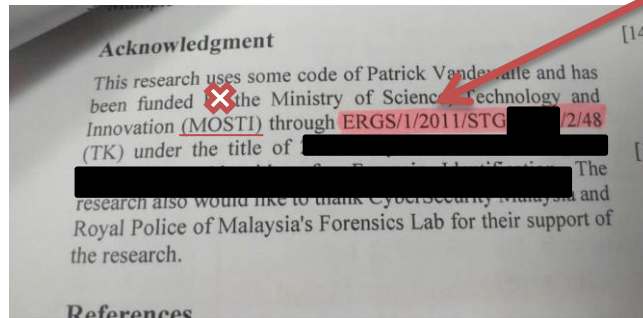 Acknowledgment
[14
This research uses some code of Patrick and has
been funded the Ministry of Science, Technology and
Innovation (MOSTI) through ERGS/1/2011/STG /2/48
(TK) under the title of
The
research also would like to thank CyberSecurity Malaysia and
Royal Police of Malaysia's Forensics Lab for their support of
the research.
References